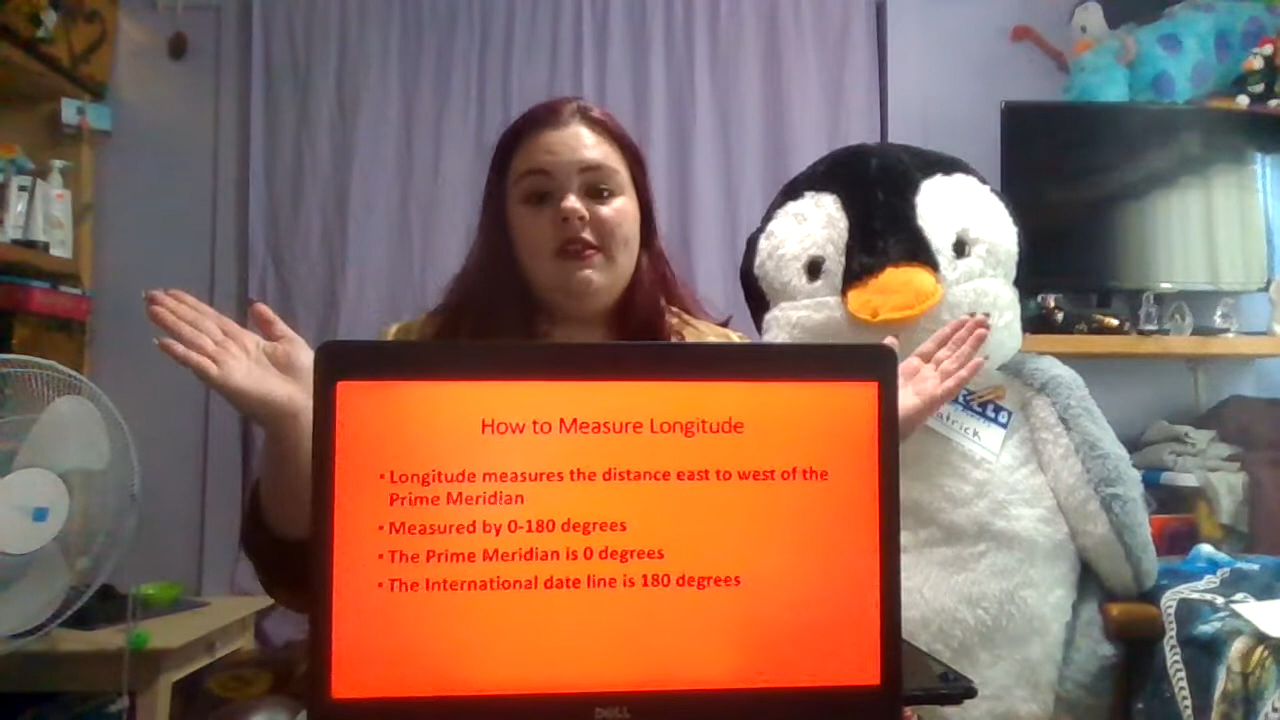 How to Measure Longitude
• Longitude measures the distance east to west of the
Prime Meridian
• Measured by 0-180 degrees
• The Prime Meridian is 0 degrees
• The International date line is 180 degrees
DELL